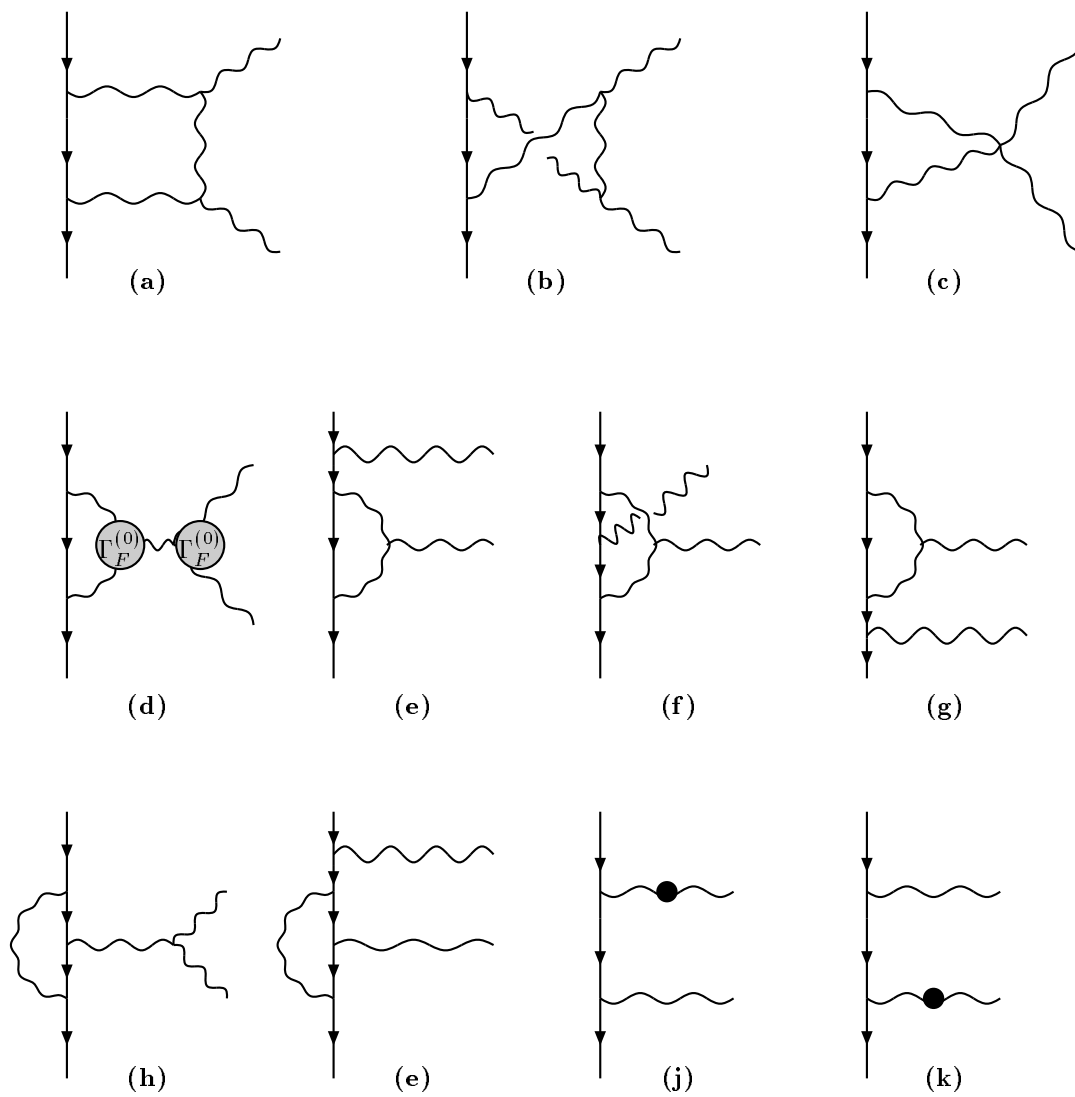 (a) (b) (c)
Γ_F^{(0)} Γ_F^{(0)}
(d) (e) (f) (g)
(h) (e) (j) (k)